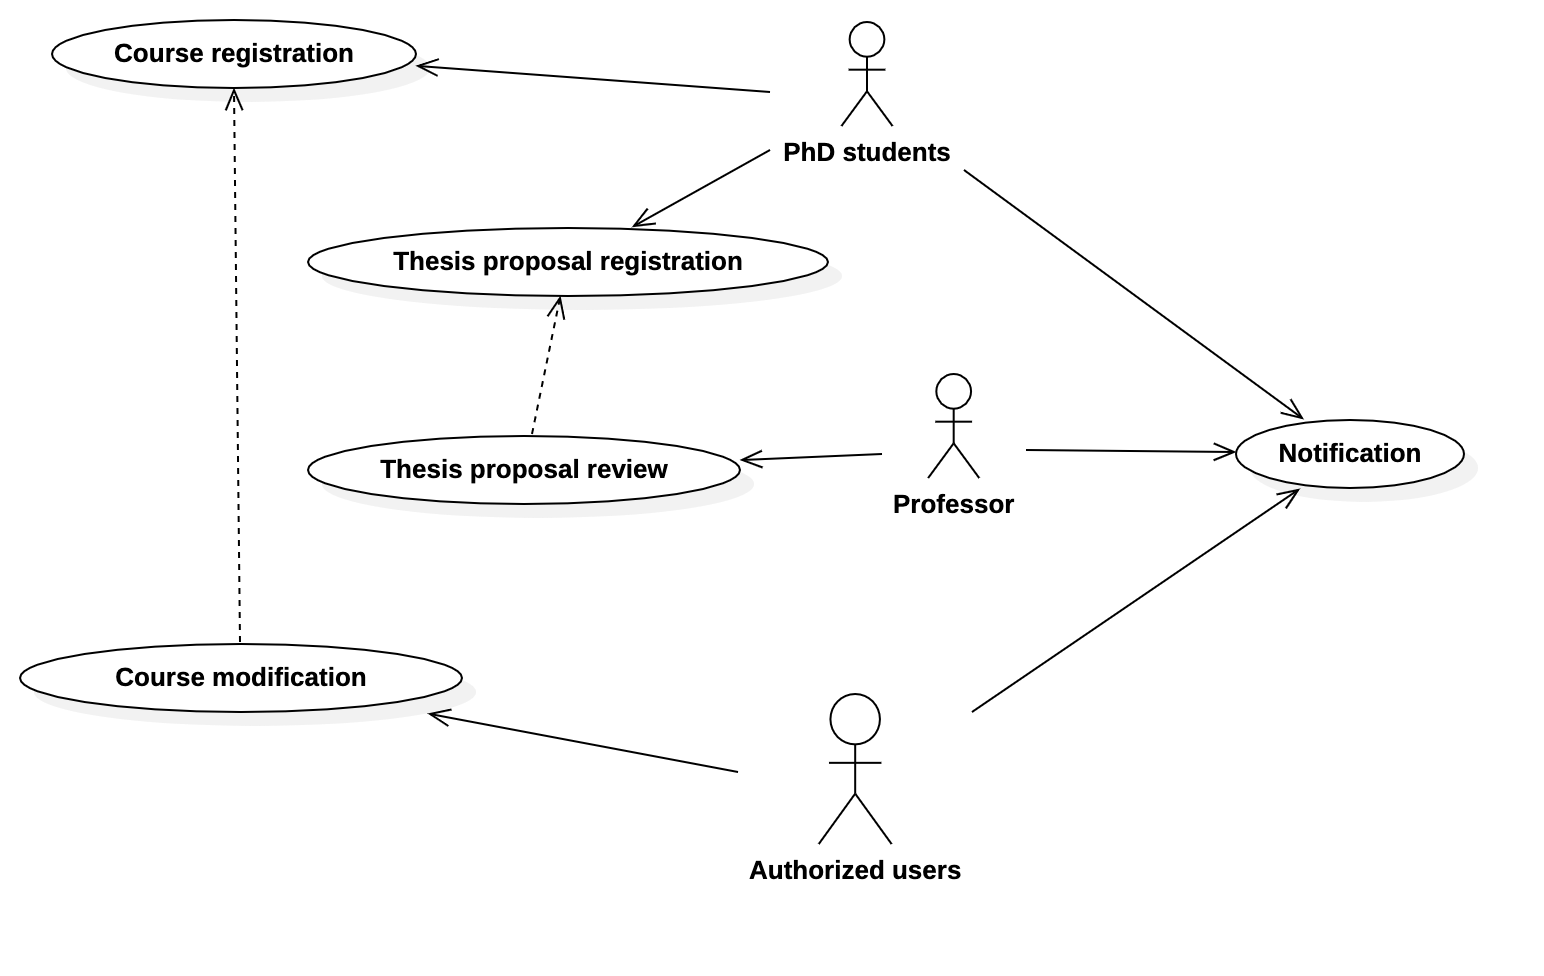 Course registration
PhD students
Thesis proposal registration
Notification
Thesis proposal review
Professor
Course modification
Authorized users